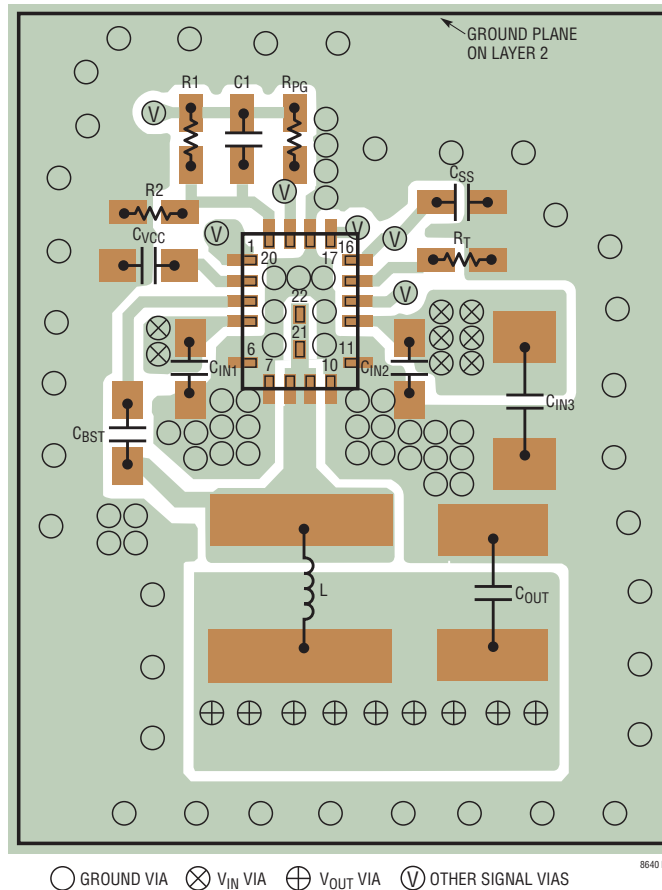 GROUND PLANE
ON LAYER 2
R1 C1 RPG
V
V
CSS
R2
V V V
CVCC
1 20 17 16
RT
V
22
21
6 7 10 11
CIN1 CIN2
CIN3
CBST
L
COUT
8640
GROUND VIA VIN VIA VOUT VIA V OTHER SIGNAL VIAS